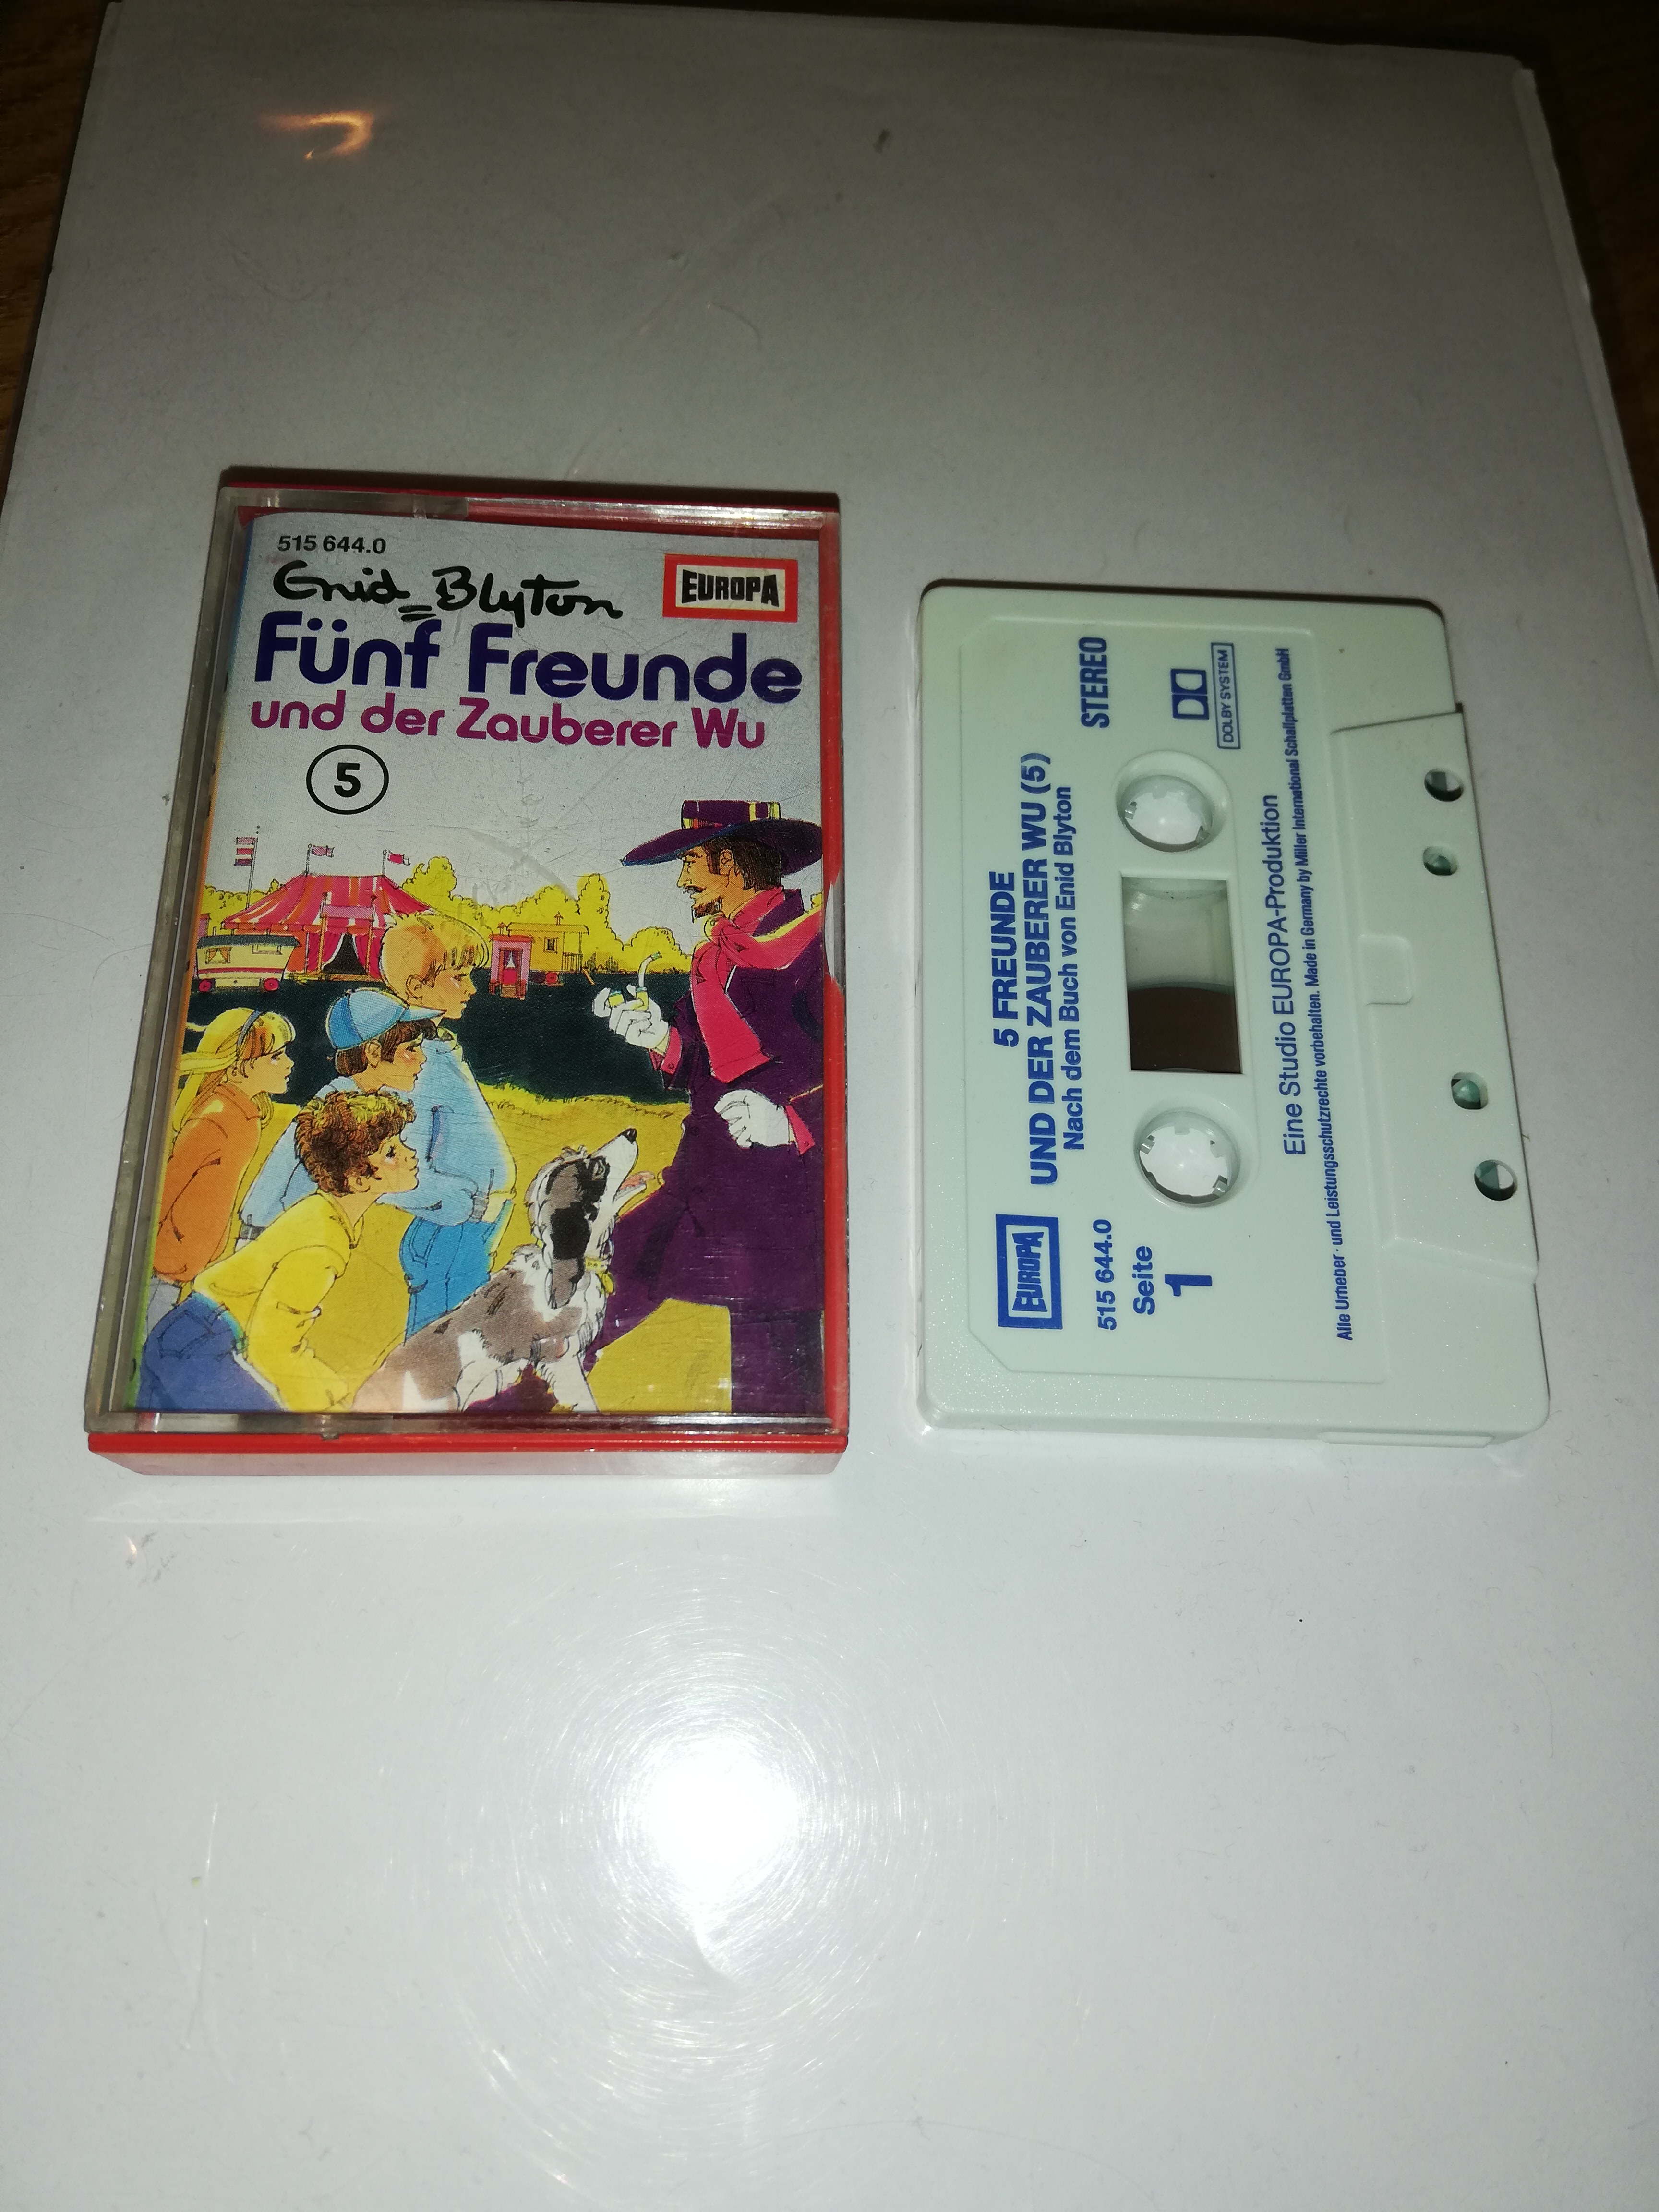 515 644.0
Enid Blyton
EUROPA
Fünf Freunde
und der Zauberer Wu
5
5 FREUNDE
UND DER ZAUBERER WU (5)
Nach dem Buch von Enid Blyton
STEREO
EUROPA
515 644.0
Seite
1
DOLBY SYSTEM
Eine Studio EUROPA-Produktion
Alle Urheber- und Leistungsschutzrechte vorbehalten. Made in Germany by Miller International Schallplatten GmbH